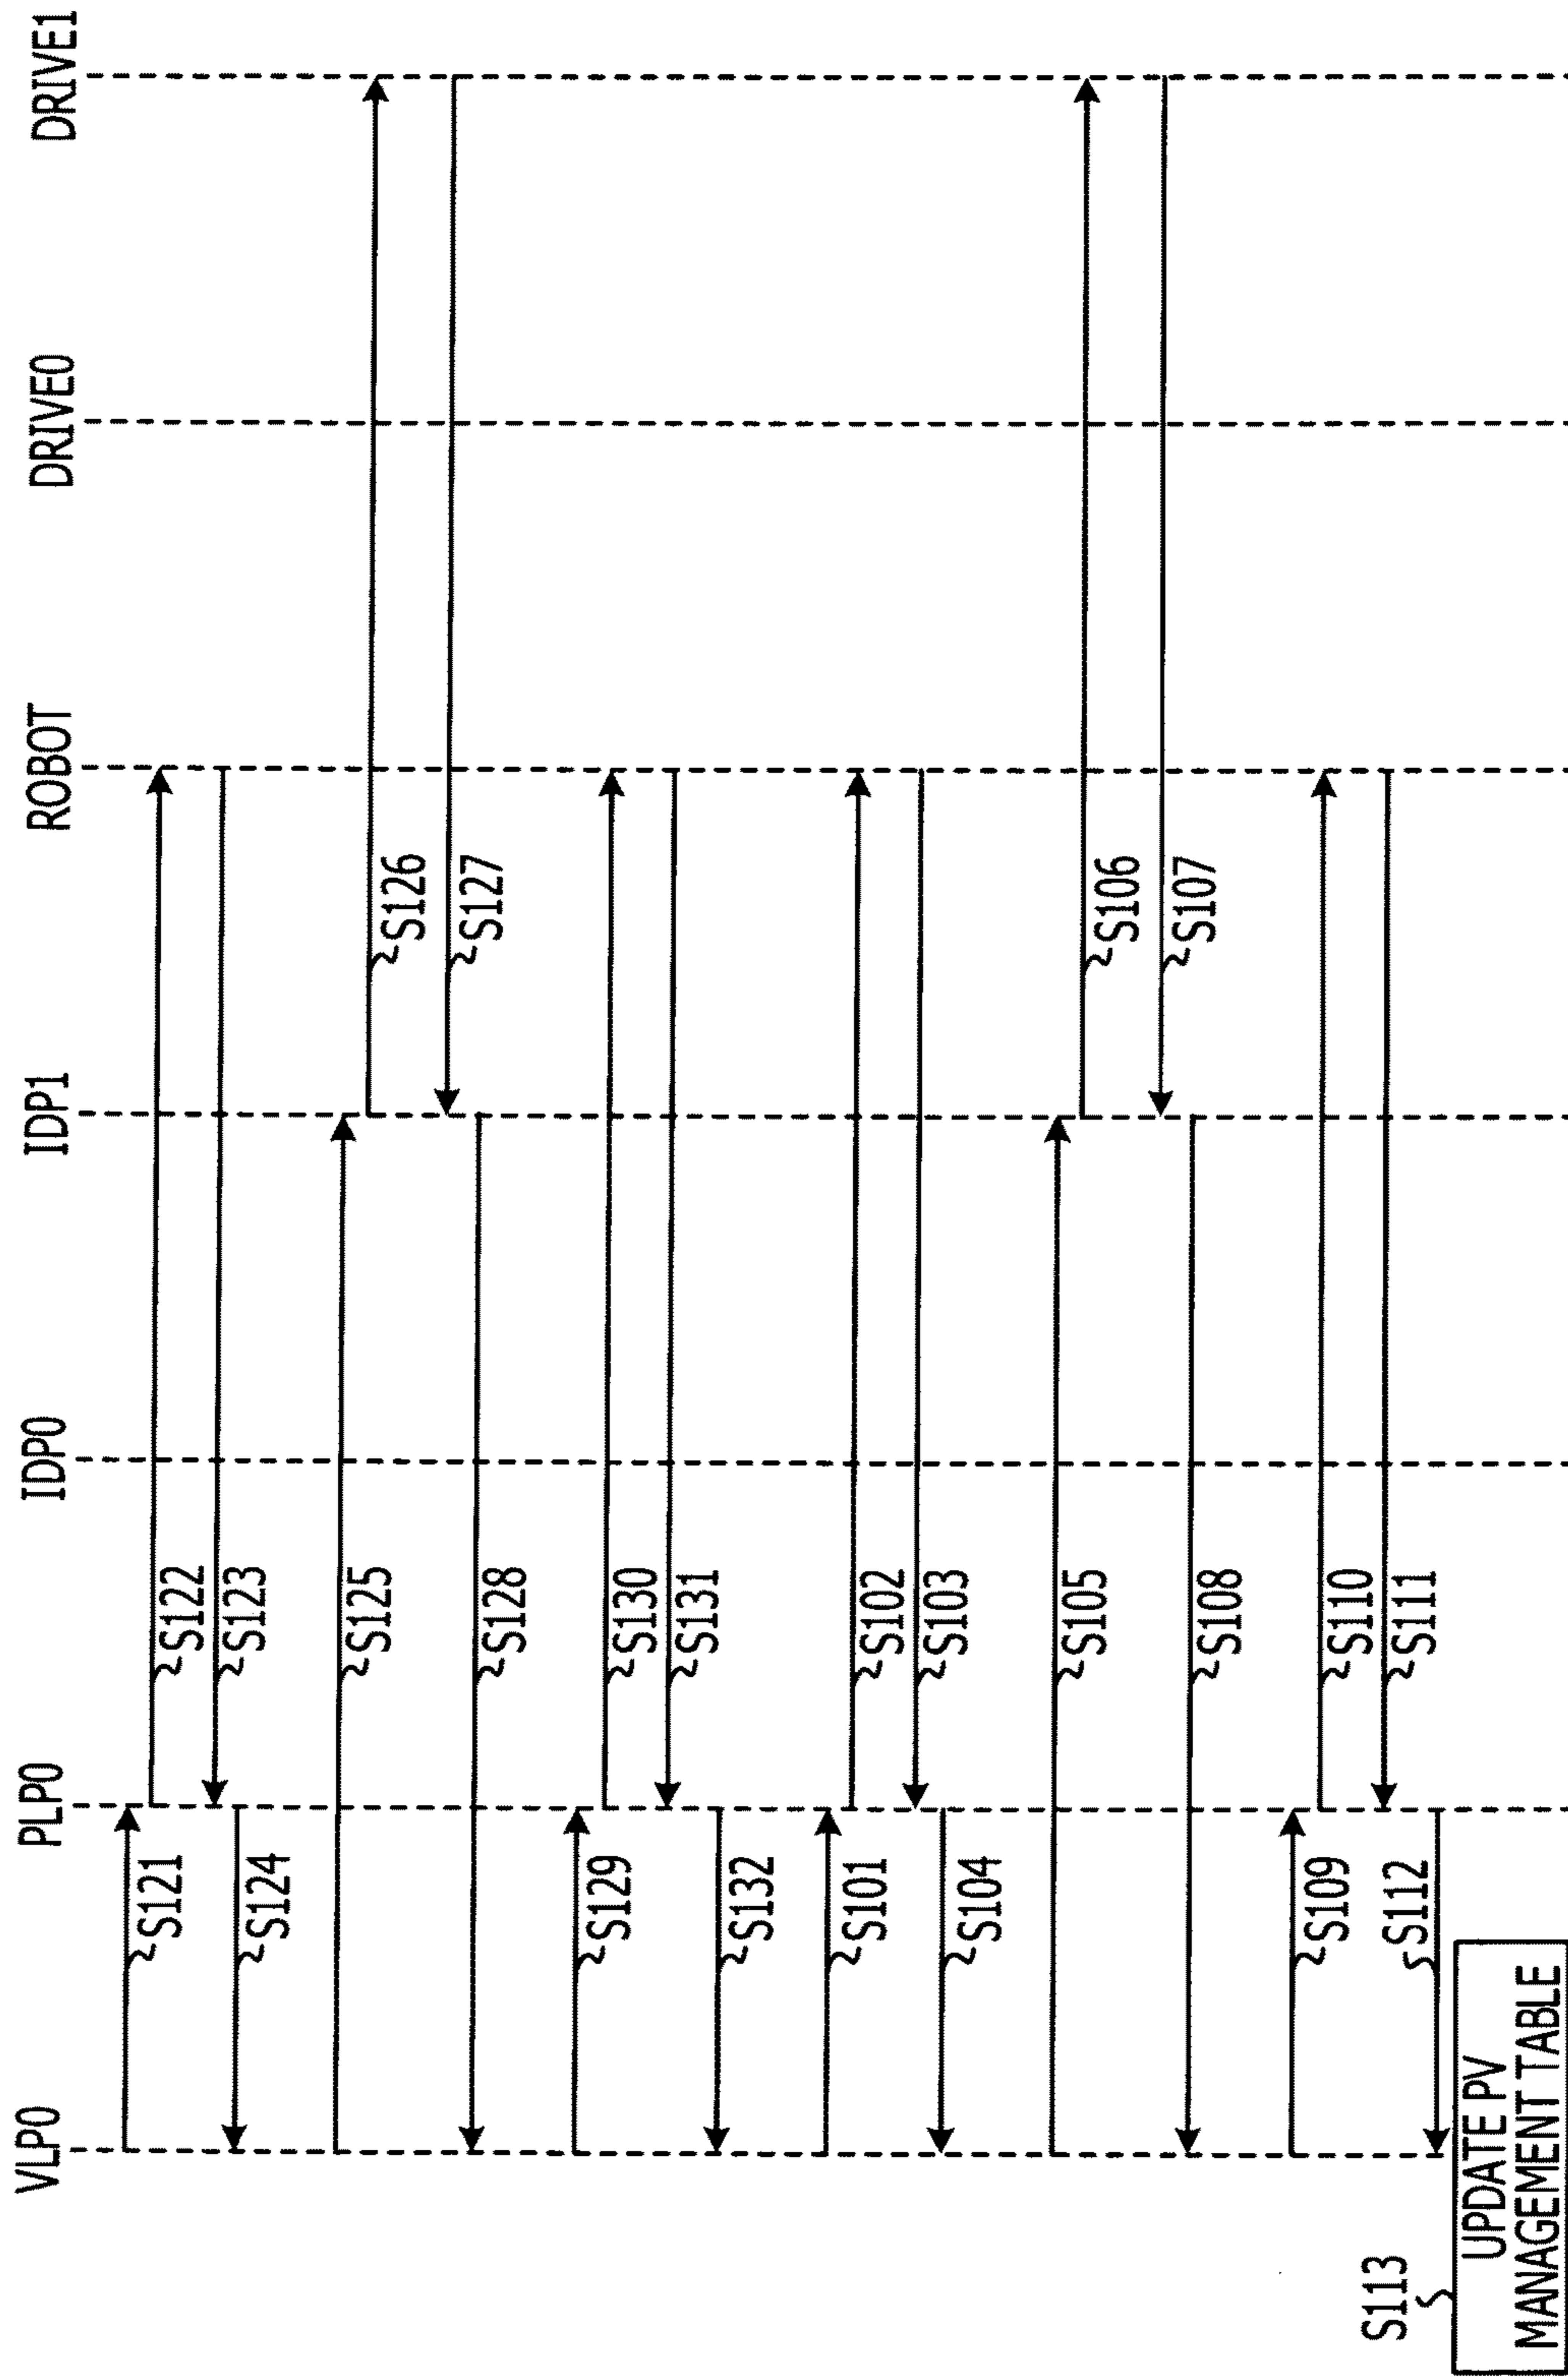 VLP0
PLP0
IDP0
IDP1
ROBOT
DRIVE0
DRIVE1
S121
S122
S123
S124
S125
S126
S127
S128
S129
S130
S131
S132
S101
S102
S103
S104
S105
S106
S107
S108
S109
S110
S111
S112
S113
UPDATE PV
MANAGEMENT TABLE